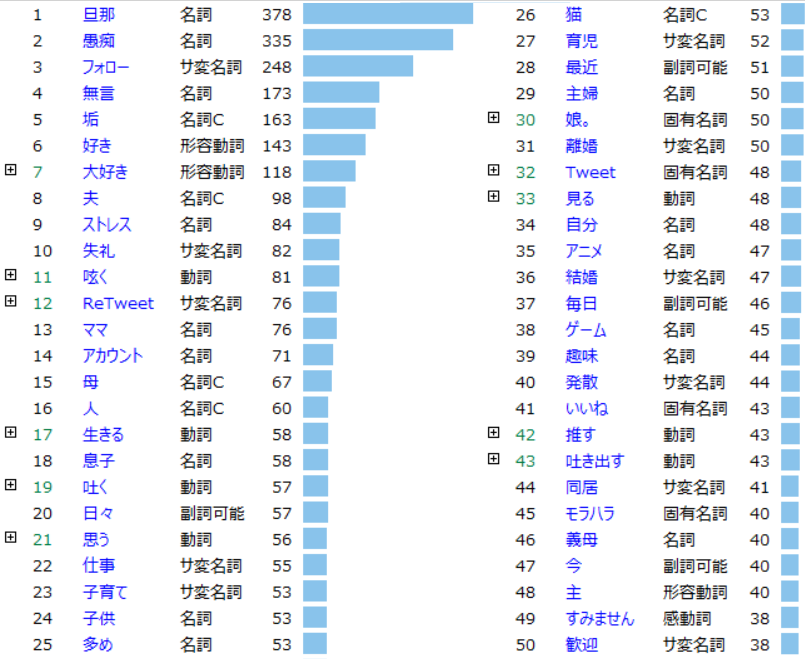 1 旦那 名詞 378
2 愚痴 名詞 335
3 フォロー サ変名詞 248
4 無言 名詞 173
5 垢 名詞C 163
6 好き 形容動詞 143
7 大好き 形容動詞 118
8 夫 名詞C 98
9 ストレス 名詞 84
10 失礼 サ変名詞 82
11 呟く 動詞 81
12 ReTweet サ変名詞 76
13 ママ 名詞 76
14 アカウント 名詞 71
15 母 名詞C 67
16 人 名詞C 60
17 生きる 動詞 58
18 息子 名詞 58
19 吐く 動詞 57
20 日々 副詞可能 57
21 思う 動詞 56
22 仕事 サ変名詞 55
23 子育て サ変名詞 53
24 子供 名詞 53
25 多め 名詞 53
26 猫 名詞C 53
27 育児 サ変名詞 52
28 最近 副詞可能 51
29 主婦 名詞 50
30 娘。 固有名詞 50
31 離婚 サ変名詞 50
32 Tweet 固有名詞 48
33 見る 動詞 48
34 自分 名詞 48
35 アニメ 名詞 47
36 結婚 サ変名詞 47
37 毎日 副詞可能 46
38 ゲーム 名詞 45
39 趣味 名詞 44
40 発散 サ変名詞 44
41 いいね 固有名詞 43
42 推す 動詞 43
43 吐き出す 動詞 43
44 同居 サ変名詞 41
45 モラハラ 固有名詞 40
46 義母 名詞 40
47 今 副詞可能 40
48 主 形容動詞 40
49 すみません 感動詞 38
50 歓迎 サ変名詞 38